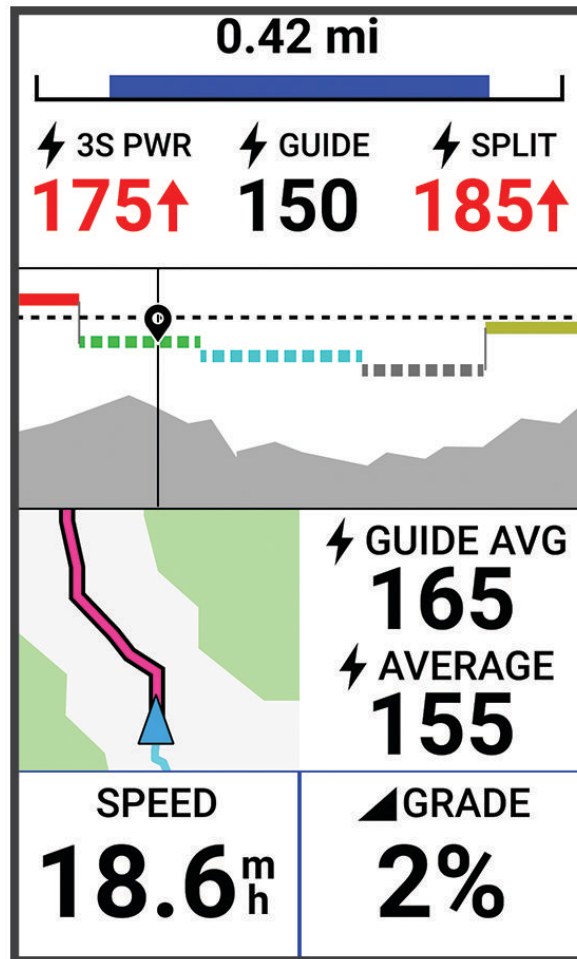 0.42 mi
3S PWR GUIDE SPLIT
175 150 185
GUIDE AVG
165
AVERAGE
155
SPEED GRADE
18.6 mh 2%